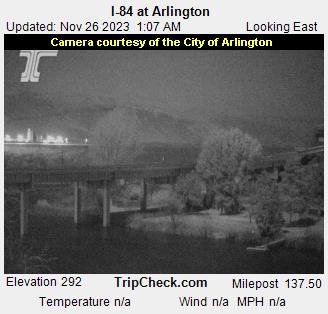 I-84 at Arlington
Updated: Nov 26 2023 1:07 AM Looking East
Camera courtesy of the City of Arlington
Elevation 292 TripCheck.com Milepost 137.50
Temperature n/a Wind n/a MPH n/a